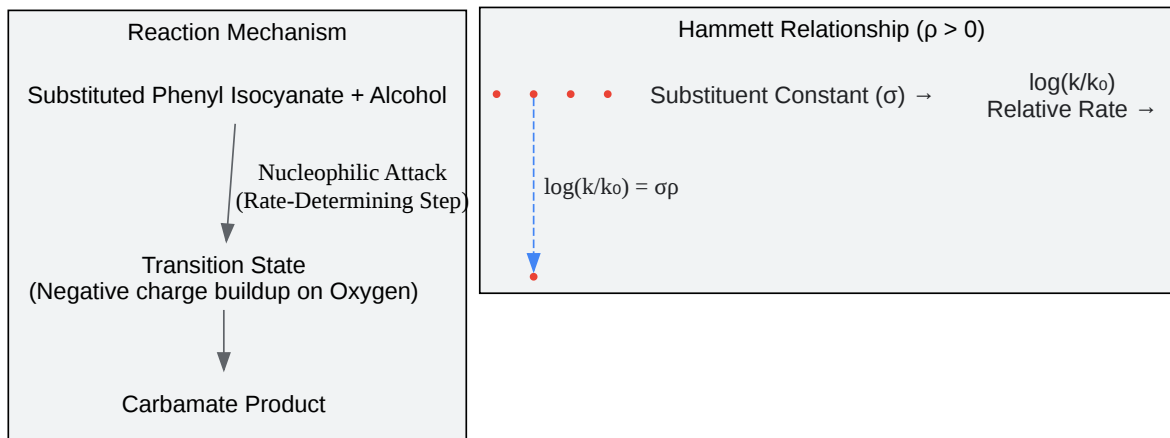 Reaction Mechanism
Substituted Phenyl Isocyanate + Alcohol
Nucleophilic Attack
(Rate-Determining Step)
Transition State
(Negative charge buildup on Oxygen)
Carbamate Product
Hammett Relationship (ρ > 0)
Substituent Constant (σ) →
log(k/k₀)
Relative Rate →
log(k/k₀) = σρ